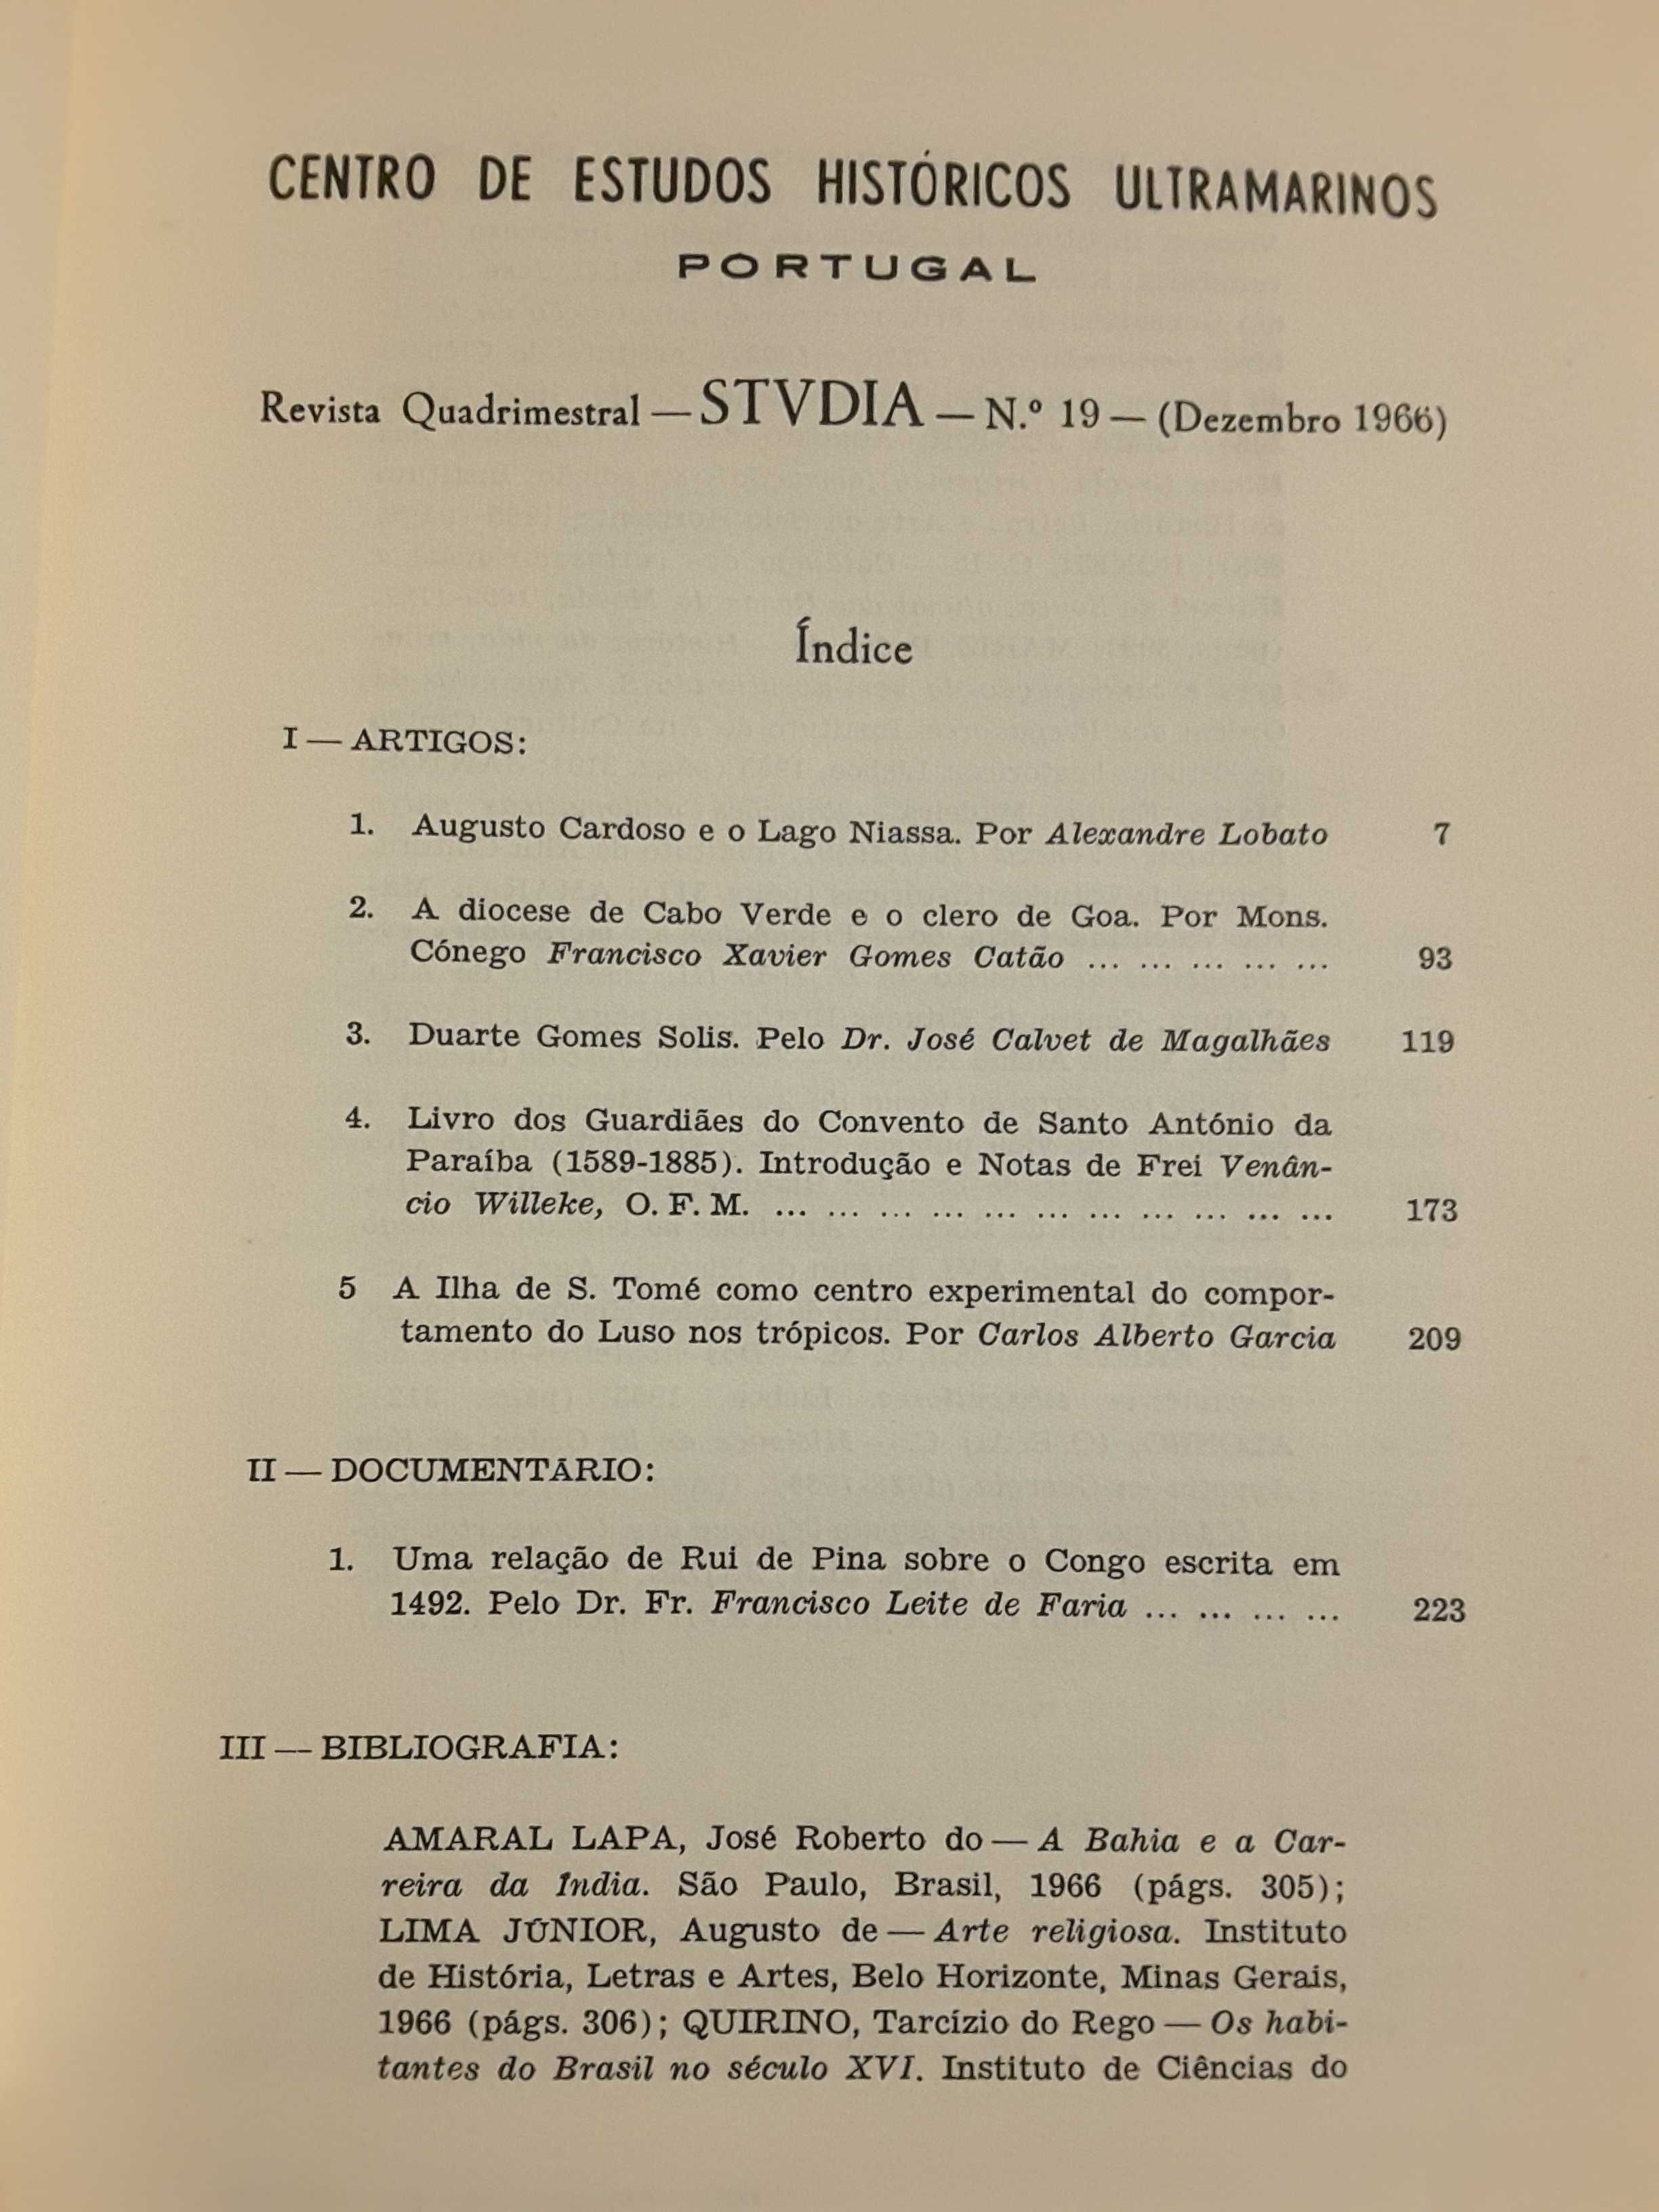 CENTRO DE ESTUDOS HISTÓRICOS ULTRAMARINOS
PORTUGAL
Revista Quadrimestral — STVDIA — N.º 19 — (Dezembro 1966)
Índice
I — ARTIGOS:
1. Augusto Cardoso e o Lago Niassa. Por Alexandre Lobato 7
2. A diocese de Cabo Verde e o clero de Goa. Por Mons.
Cónego Francisco Xavier Gomes Catão ... ... ... ... ... 93
3. Duarte Gomes Solis. Pelo Dr. José Calvet de Magalhães 119
4. Livro dos Guardiães do Convento de Santo António da
Paraíba (1589-1885). Introdução e Notas de Frei Venân-
cio Willeke, O. F. M. ... ... ... ... ... ... ... ... ... ... ... 173
5 A Ilha de S. Tomé como centro experimental do compor-
tamento do Luso nos trópicos. Por Carlos Alberto Garcia 209
II — DOCUMENTÁRIO:
1. Uma relação de Rui de Pina sobre o Congo escrita em
1492. Pelo Dr. Fr. Francisco Leite de Faria ... ... ... ... 223
III — BIBLIOGRAFIA:
AMARAL LAPA, José Roberto do — A Bahia e a Car-
reira da Índia. São Paulo, Brasil, 1966 (págs. 305);
LIMA JÚNIOR, Augusto de — Arte religiosa. Instituto
de História, Letras e Artes, Belo Horizonte, Minas Gerais,
1966 (págs. 306); QUIRINO, Tarcízio do Rego — Os habi-
tantes do Brasil no século XVI. Instituto de Ciências do